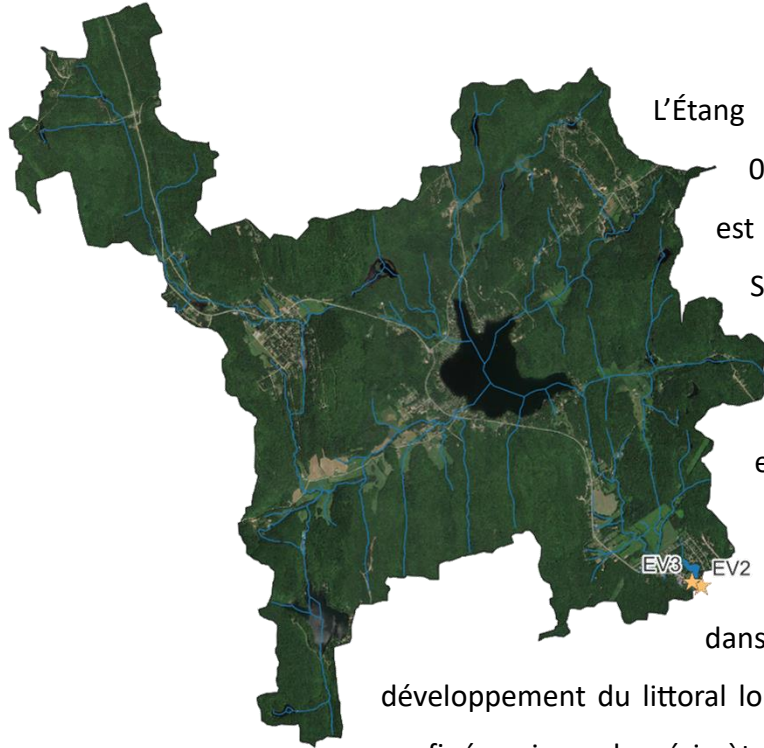 L’Étang
0
est
S
e
EV3
EV2
dans
développement du littoral lo